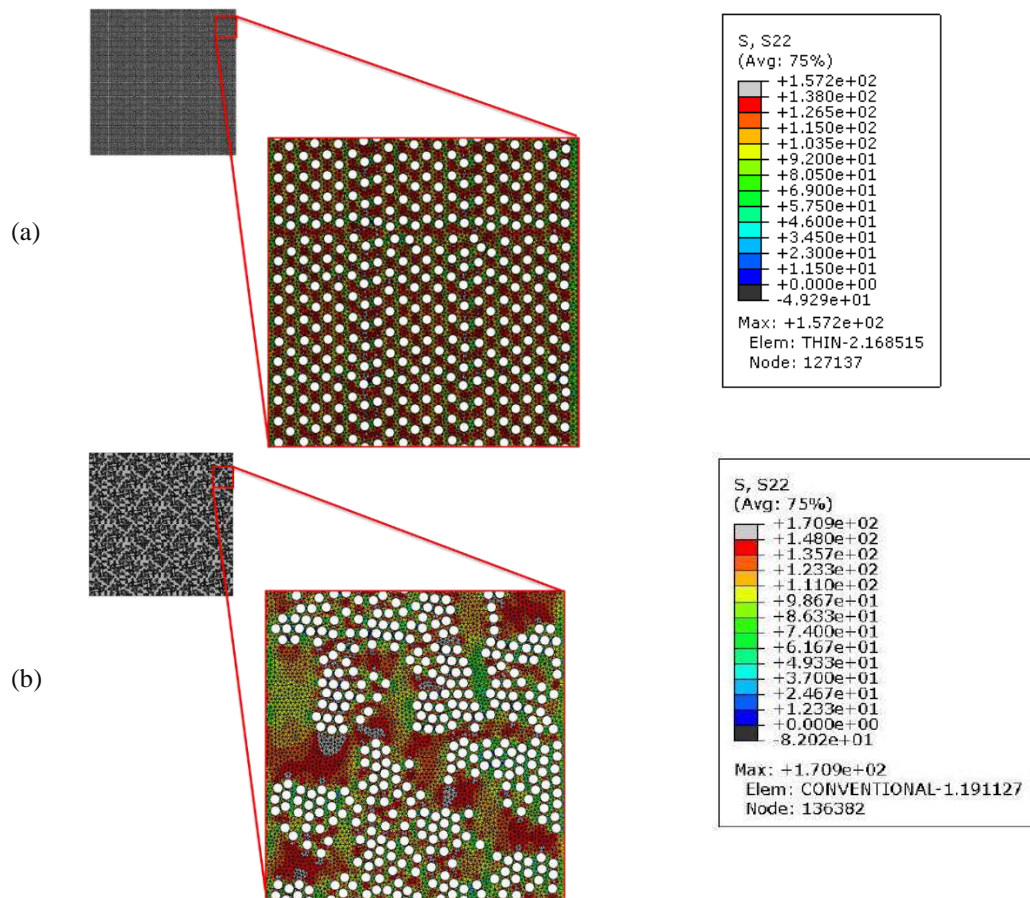 (a)
S, S22
(Avg: 75%)
+1.572e+02
+1.380e+02
+1.265e+02
+1.150e+02
+1.035e+02
+9.200e+01
+8.050e+01
+6.900e+01
+5.750e+01
+4.600e+01
+3.450e+01
+2.300e+01
+1.150e+01
+0.000e+00
-4.929e+01
Max: +1.572e+02
Elem: THIN-2.168515
Node: 127137
(b)
S, S22
(Avg: 75%)
+1.709e+02
+1.480e+02
+1.357e+02
+1.233e+02
+1.110e+02
+9.867e+01
+8.633e+01
+7.400e+01
+6.167e+01
+4.933e+01
+3.700e+01
+2.467e+01
+1.233e+01
+0.000e+00
-8.202e+01
Max: +1.709e+02
Elem: CONVENTIONAL-1.191127
Node: 136382